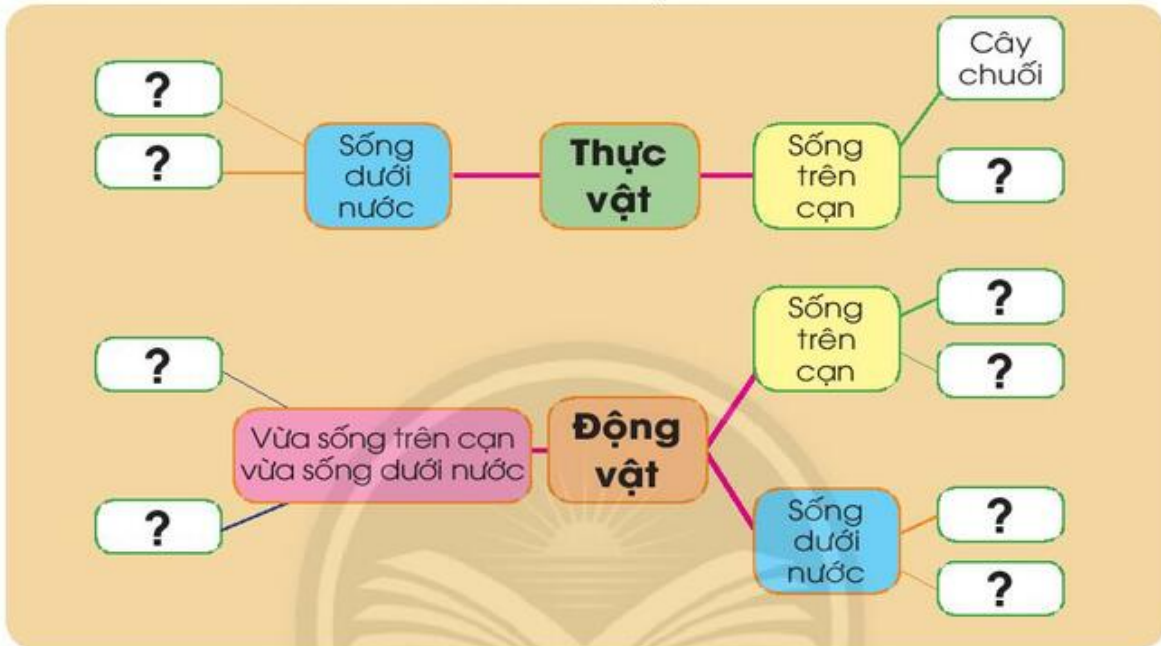 ?
?
Sống
dưới
nước
Thực
vật
Sống
trên
cạn
Cây
chuối
?
?
?
Vừa sống trên cạn
vừa sống dưới nước
Động
vật
Sống
trên
cạn
?
?
Sống
dưới
nước
?
?